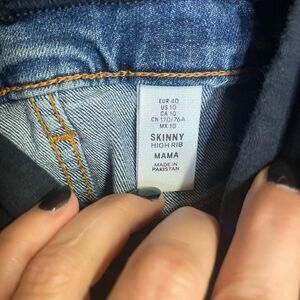 EUR 40
US 10
CA 10
CN 170/76A
MX 10
SKINNY
HIGH RIB
MAMA
MADE IN
PAKISTAN